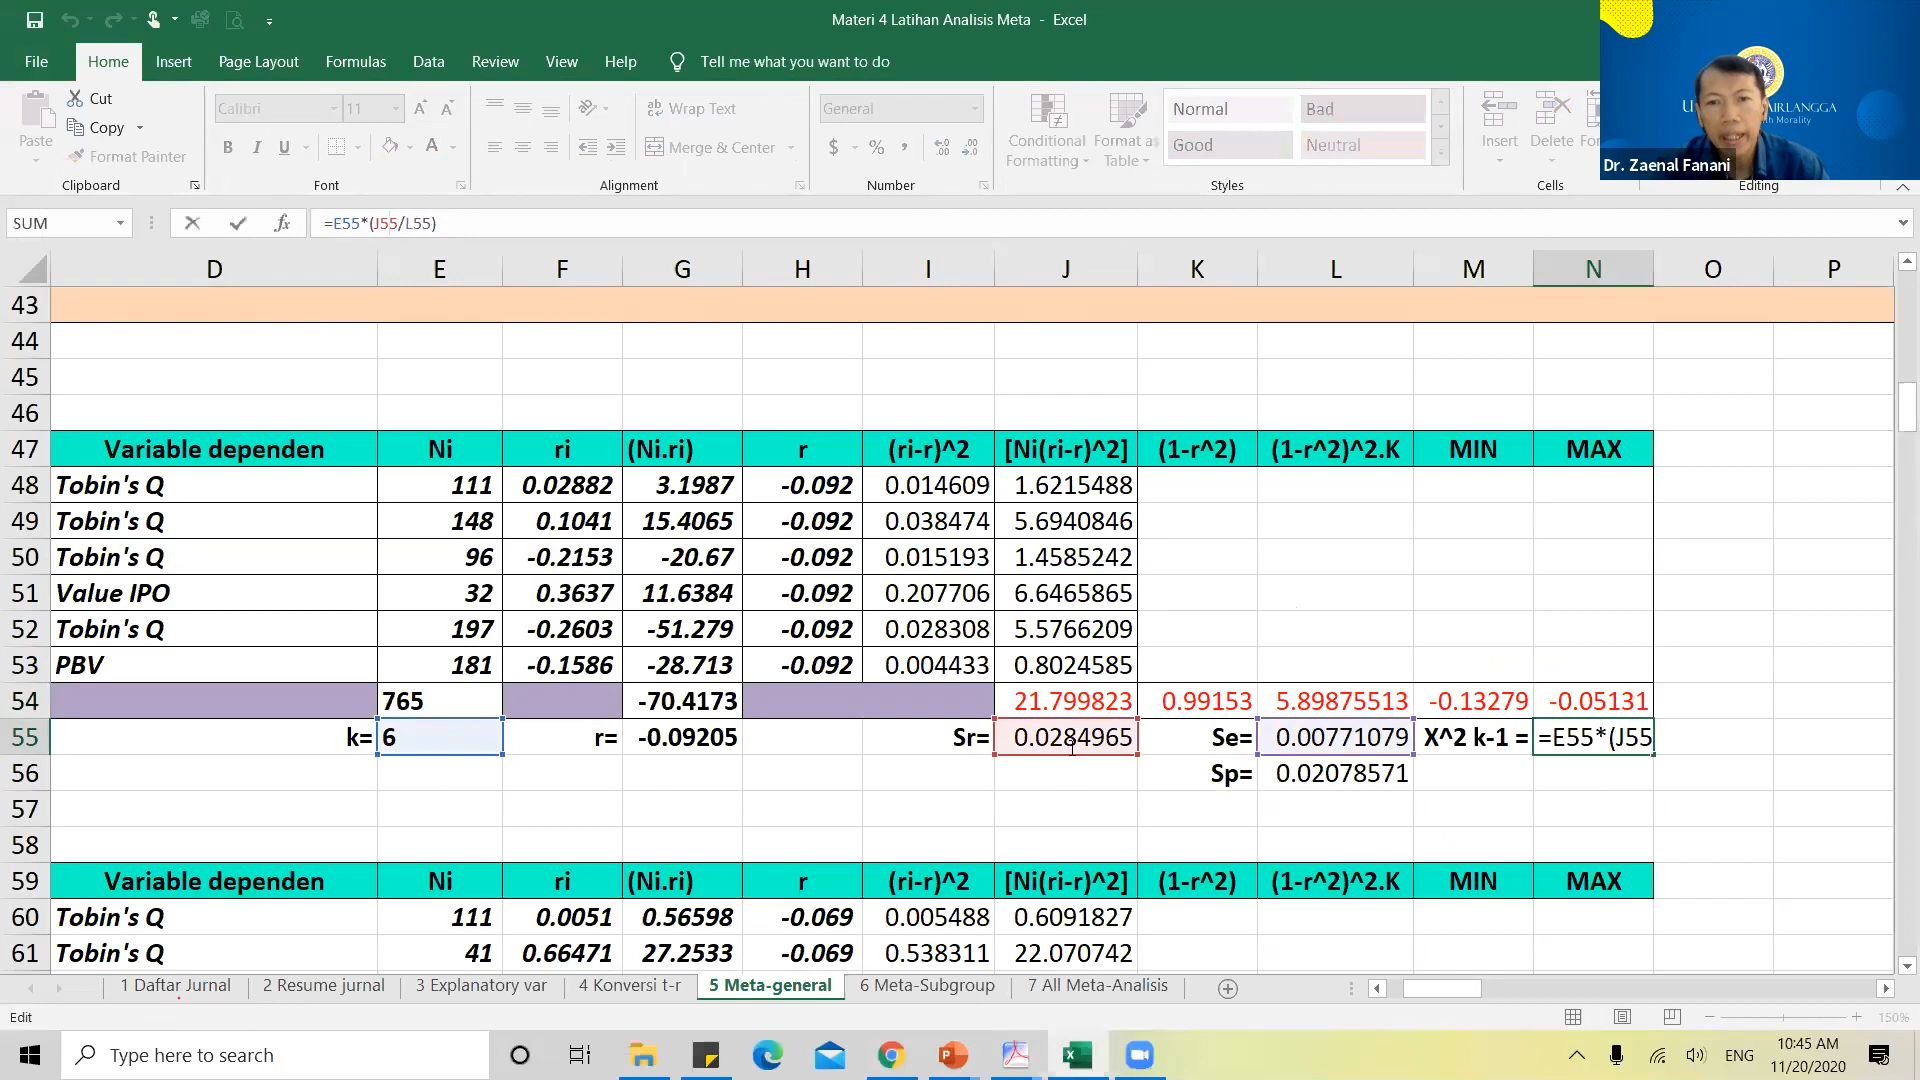 Materi 4 Latihan Analisis Meta - Excel
File Home Insert Page Layout Formulas Data Review View Help Tell me what you want to do
Cut
Copy
Format Painter
Paste
Clipboard
Calibri 11
B I U
Font
Wrap Text
Merge & Center
Alignment
General
$ %
Number
Conditional Formatting
Format as Table
Normal Bad
Good Neutral
Styles
Insert Delete
Cells
Editing
Dr. Zaenal Fanani
SUM fx =E55*(J55/L55)
D E F G H I J K L M N O P
43
44
45
46
47 Variable dependen Ni ri (Ni.ri) r (ri-r)^2 [Ni(ri-r)^2] (1-r^2) (1-r^2)^2.K MIN MAX
48 Tobin's Q 111 0.02882 3.1987 -0.092 0.014609 1.6215488
49 Tobin's Q 148 0.1041 15.4065 -0.092 0.038474 5.6940846
50 Tobin's Q 96 -0.2153 -20.67 -0.092 0.015193 1.4585242
51 Value IPO 32 0.3637 11.6384 -0.092 0.207706 6.6465865
52 Tobin's Q 197 -0.2603 -51.279 -0.092 0.028308 5.5766209
53 PBV 181 -0.1586 -28.713 -0.092 0.004433 0.8024585
54 765 -70.4173 21.799823 0.99153 5.89875513 -0.13279 -0.05131
55 k= 6 r= -0.09205 Sr= 0.0284965 Se= 0.00771079 X^2 k-1 = =E55*(J55
56 Sp= 0.02078571
57
58
59 Variable dependen Ni ri (Ni.ri) r (ri-r)^2 [Ni(ri-r)^2] (1-r^2) (1-r^2)^2.K MIN MAX
60 Tobin's Q 111 0.0051 0.56598 -0.069 0.005488 0.6091827
61 Tobin's Q 41 0.66471 27.2533 -0.069 0.538311 22.070742
1 Daftar Jurnal 2 Resume jurnal 3 Explanatory var 4 Konversi t-r 5 Meta-general 6 Meta-Subgroup 7 All Meta-Analisis
Edit 150%
Type here to search
ENG
10:45 AM
11/20/2020